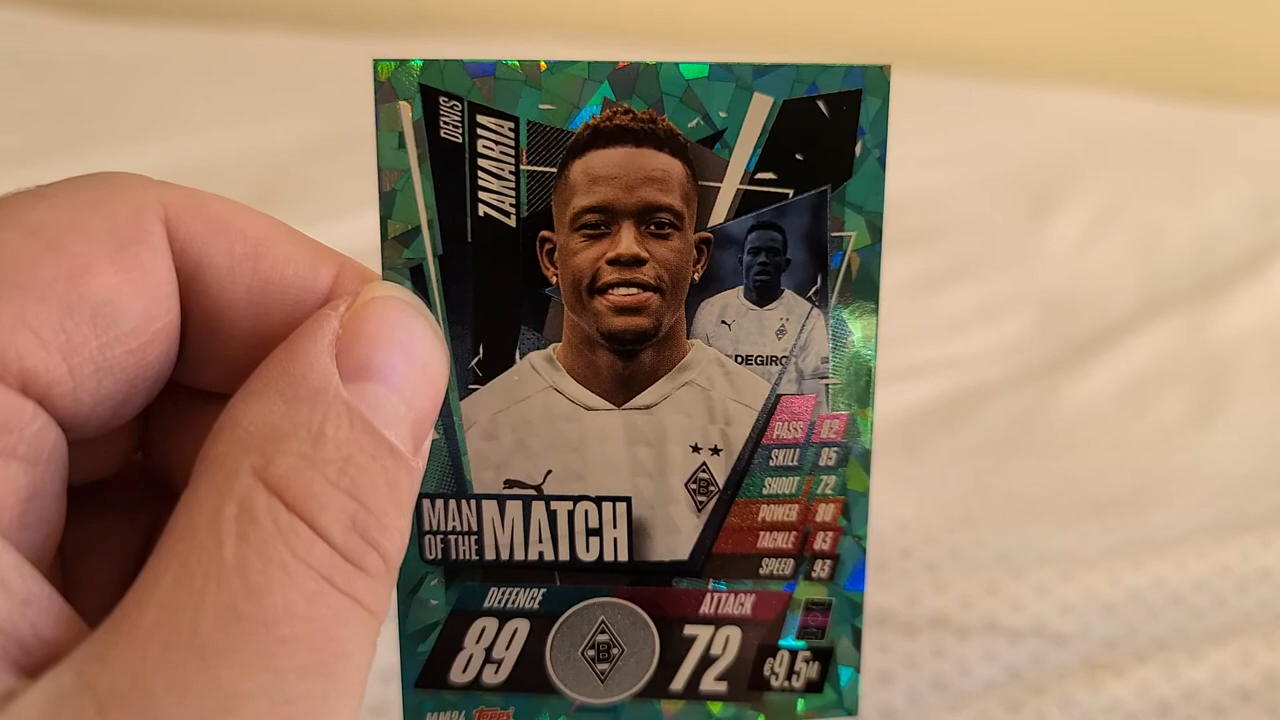 DENIS
ZAKARIA
DEGIRO
PASS 82
SKILL 85
SHOOT 72
POWER 80
TACKLE 83
SPEED 93
MAN
OF THE
MATCH
DEFENCE
ATTACK
89
72
€9.5M
Topps